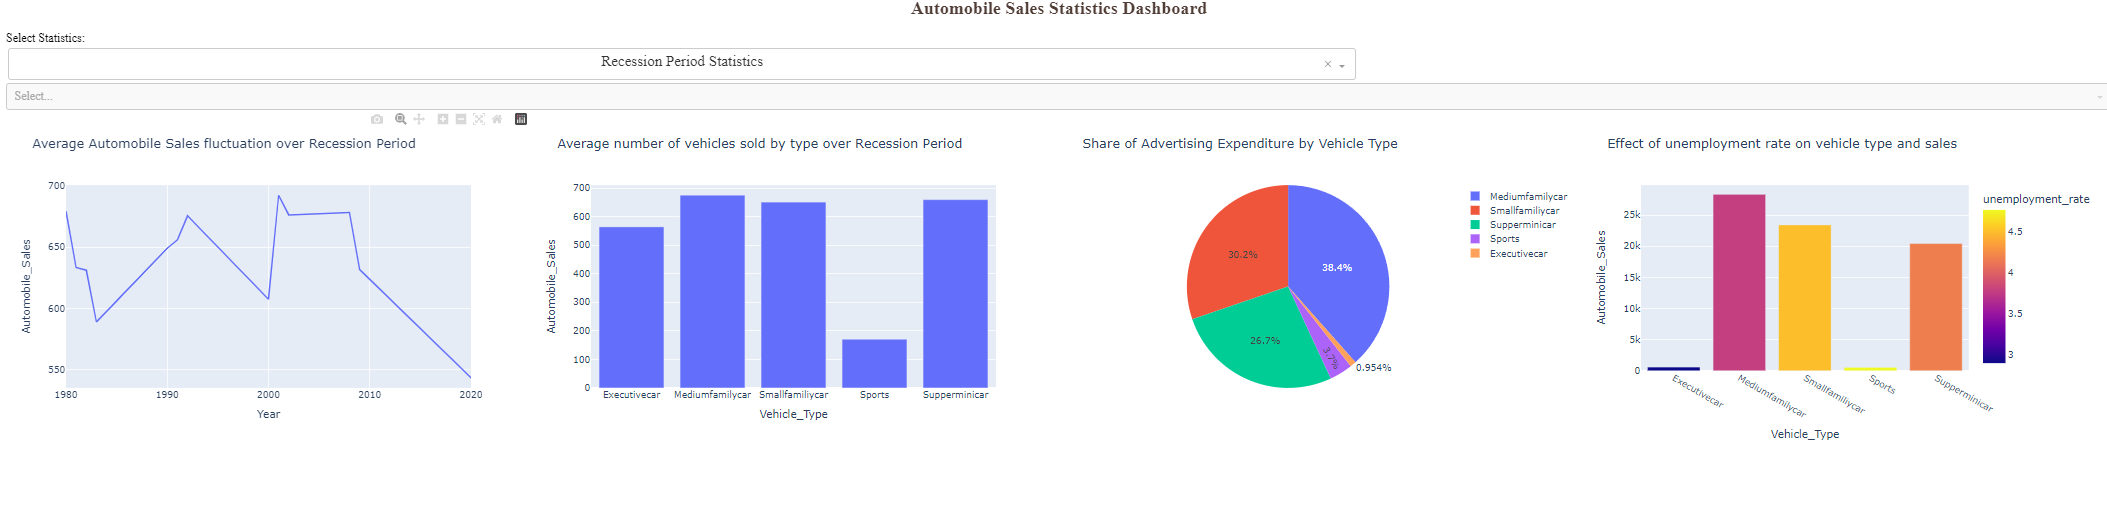 Automobile Sales Statistics Dashboard
Select Statistics:
Recession Period Statistics
Select...
Average Automobile Sales fluctuation over Recession Period
700
650
600
550
Automobile_Sales
1980 1990 2000 2010 2020
Year
Average number of vehicles sold by type over Recession Period
700
600
500
400
300
200
100
0
Automobile_Sales
Executivecar Mediumfamilycar Smallfamiliycar Sports Supperminicar
Vehicle_Type
Share of Advertising Expenditure by Vehicle Type
38.4%
30.2%
26.7%
3.7%
0.954%
Mediumfamilycar
Smallfamiliycar
Supperminicar
Sports
Executivecar
Effect of unemployment rate on vehicle type and sales
25k
20k
15k
10k
5k
0
Automobile_Sales
Executivecar Mediumfamilycar Smallfamiliycar Sports Supperminicar
Vehicle_Type
unemployment_rate
4.5
4
3.5
3